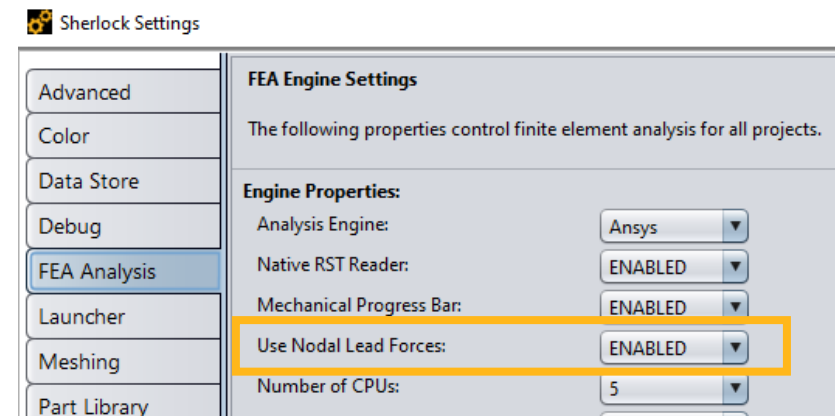 Sherlock Settings
Advanced
Color
Data Store
Debug
FEA Analysis
Launcher
Meshing
Part Library
FEA Engine Settings
The following properties control finite element analysis for all projects.
Engine Properties:
Analysis Engine: Ansys
Native RST Reader: ENABLED
Mechanical Progress Bar: ENABLED
Use Nodal Lead Forces: ENABLED
Number of CPUs: 5